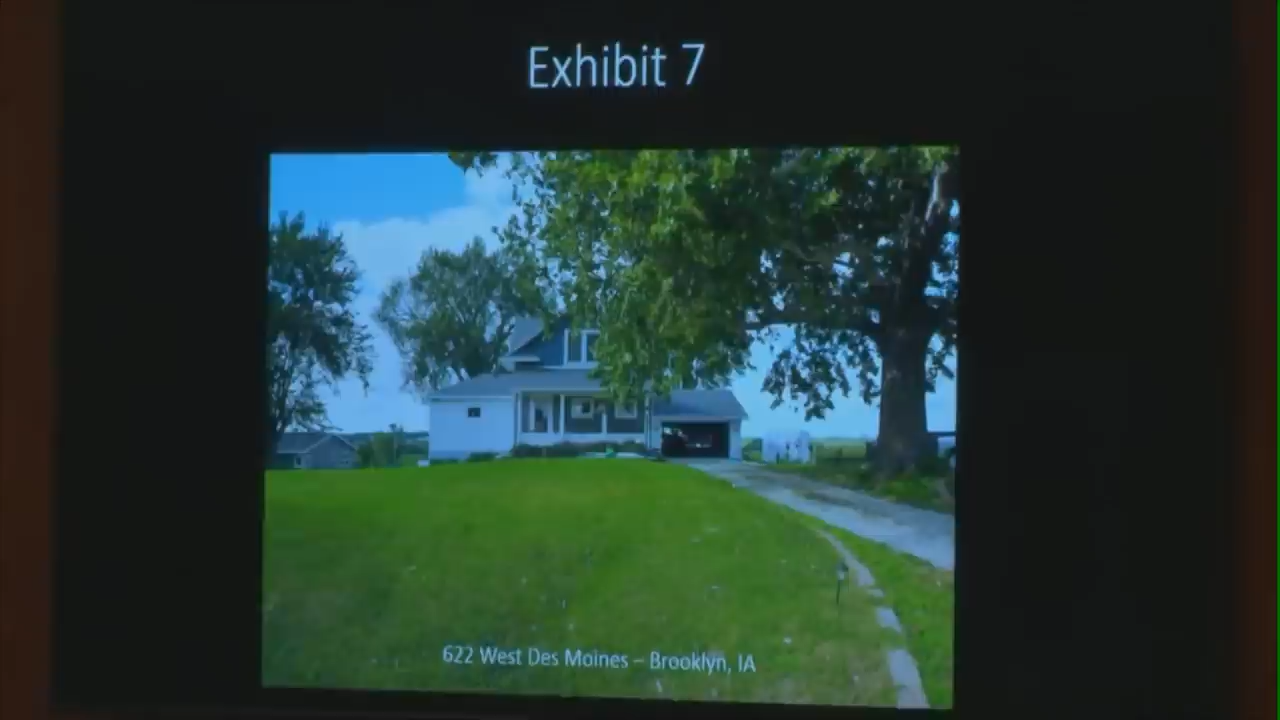 Exhibit 7
622 West Des Moines – Brooklyn, IA